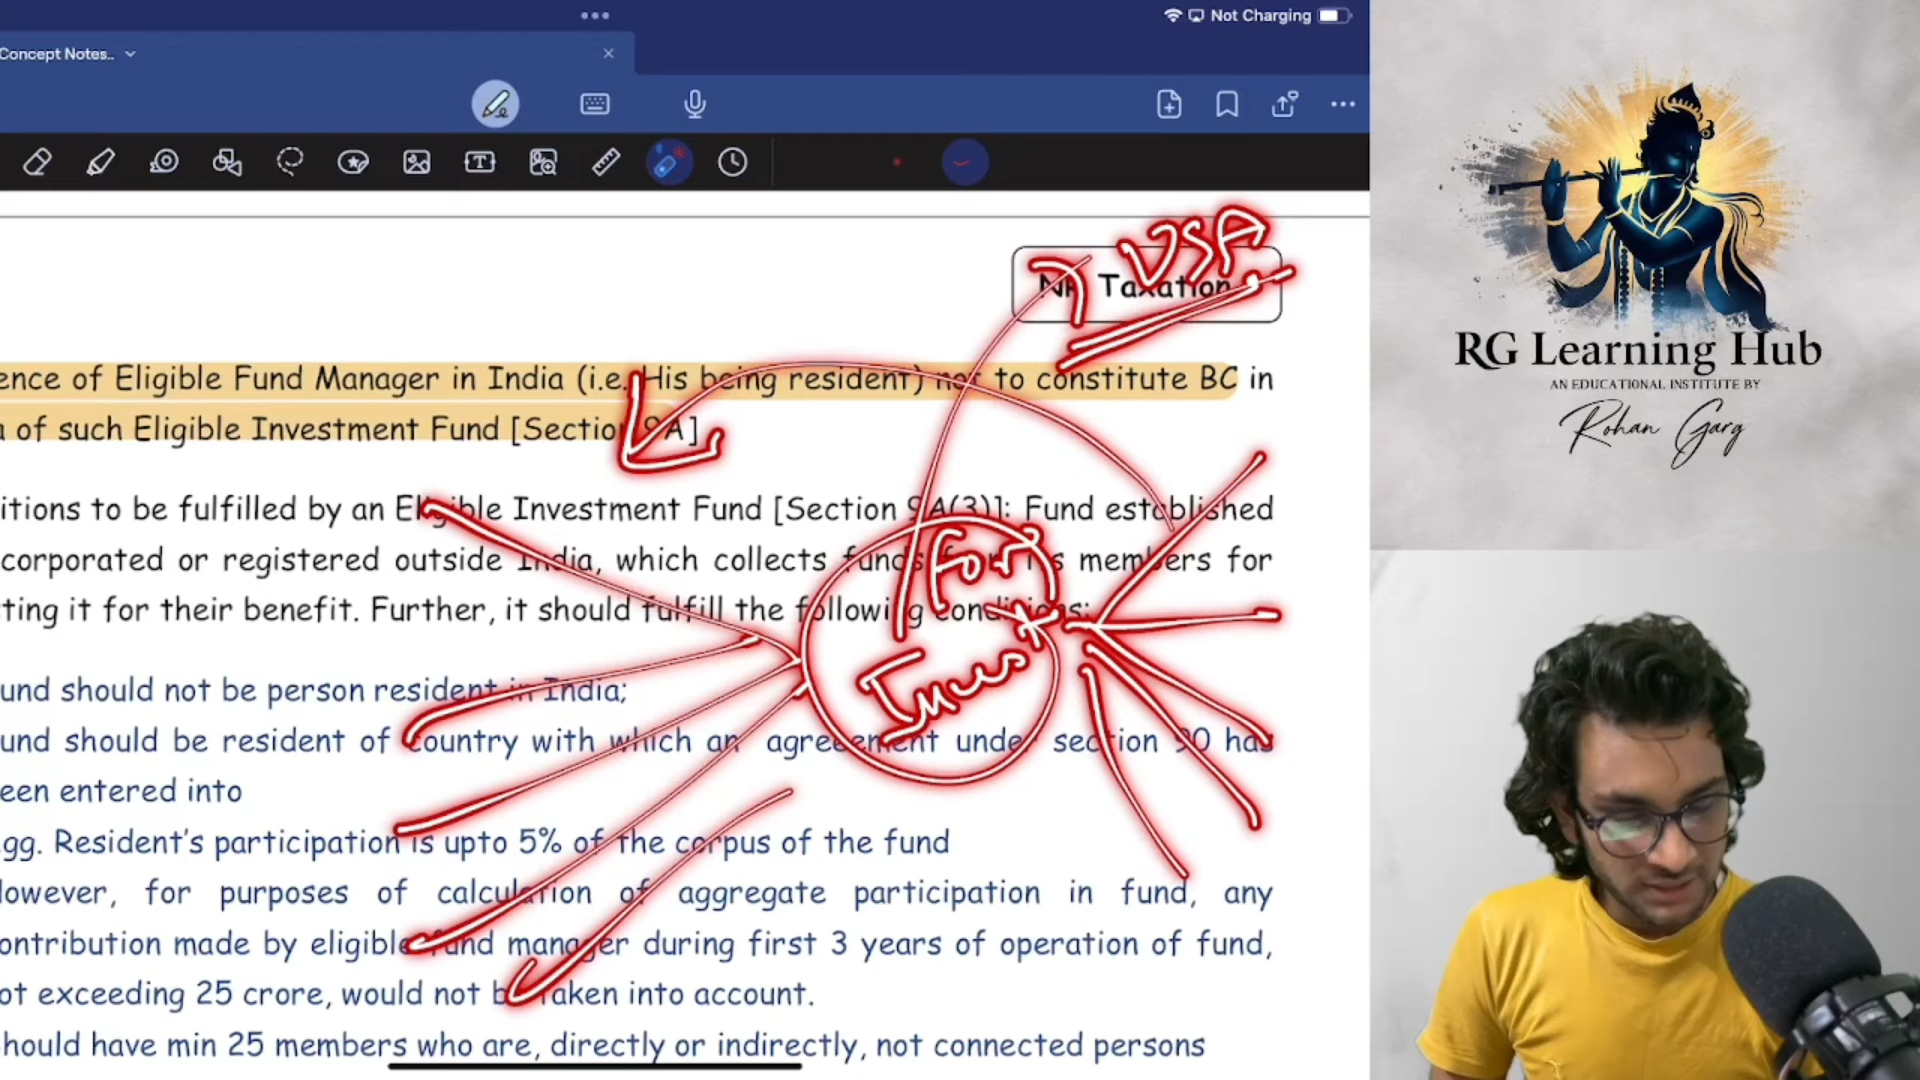 Not Charging
Concept Notes..
USA
NR Taxation
ence of Eligible Fund Manager in India (i.e. His being resident) not to constitute BC in
a of such Eligible Investment Fund [Section 9A]
itions to be fulfilled by an Eligible Investment Fund [Section 9A(3)]: Fund established
corporated or registered outside India, which collects funds from its members for
ting it for their benefit. Further, it should fulfill the following conditions:
For
Invest
und should not be person resident in India;
und should be resident of country with which an agreement under section 90 has
een entered into
gg. Resident's participation is upto 5% of the corpus of the fund
owever, for purposes of calculation of aggregate participation in fund, any
ontribution made by eligible fund manager during first 3 years of operation of fund,
ot exceeding 25 crore, would not be taken into account.
hould have min 25 members who are, directly or indirectly, not connected persons
RG Learning Hub
AN EDUCATIONAL INSTITUTE BY
Rohan Garg